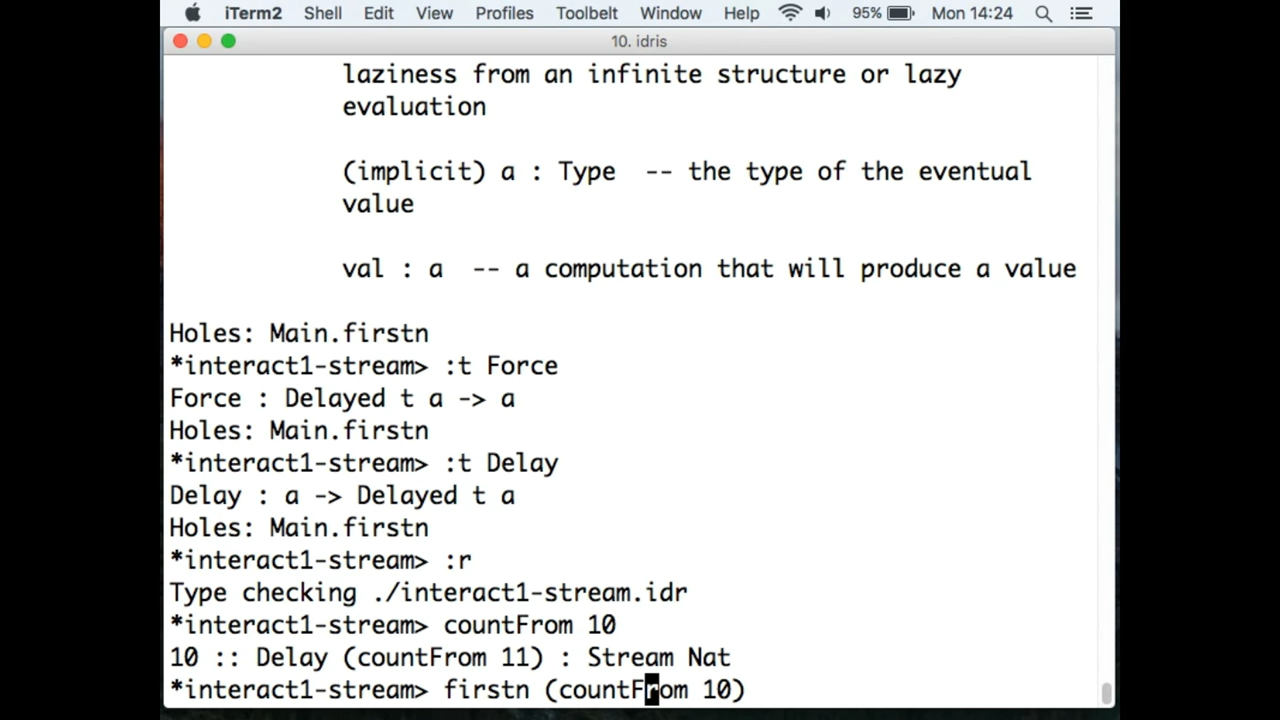 iTerm2 Shell Edit View Profiles Toolbelt Window Help 95% Mon 14:24
10. idris
laziness from an infinite structure or lazy
evaluation
(implicit) a : Type -- the type of the eventual
value
val : a -- a computation that will produce a value
Holes: Main.firstn
*interact1-stream> :t Force
Force : Delayed t a -> a
Holes: Main.firstn
*interact1-stream> :t Delay
Delay : a -> Delayed t a
Holes: Main.firstn
*interact1-stream> :r
Type checking ./interact1-stream.idr
*interact1-stream> countFrom 10
10 :: Delay (countFrom 11) : Stream Nat
*interact1-stream> firstn (countFrom 10)